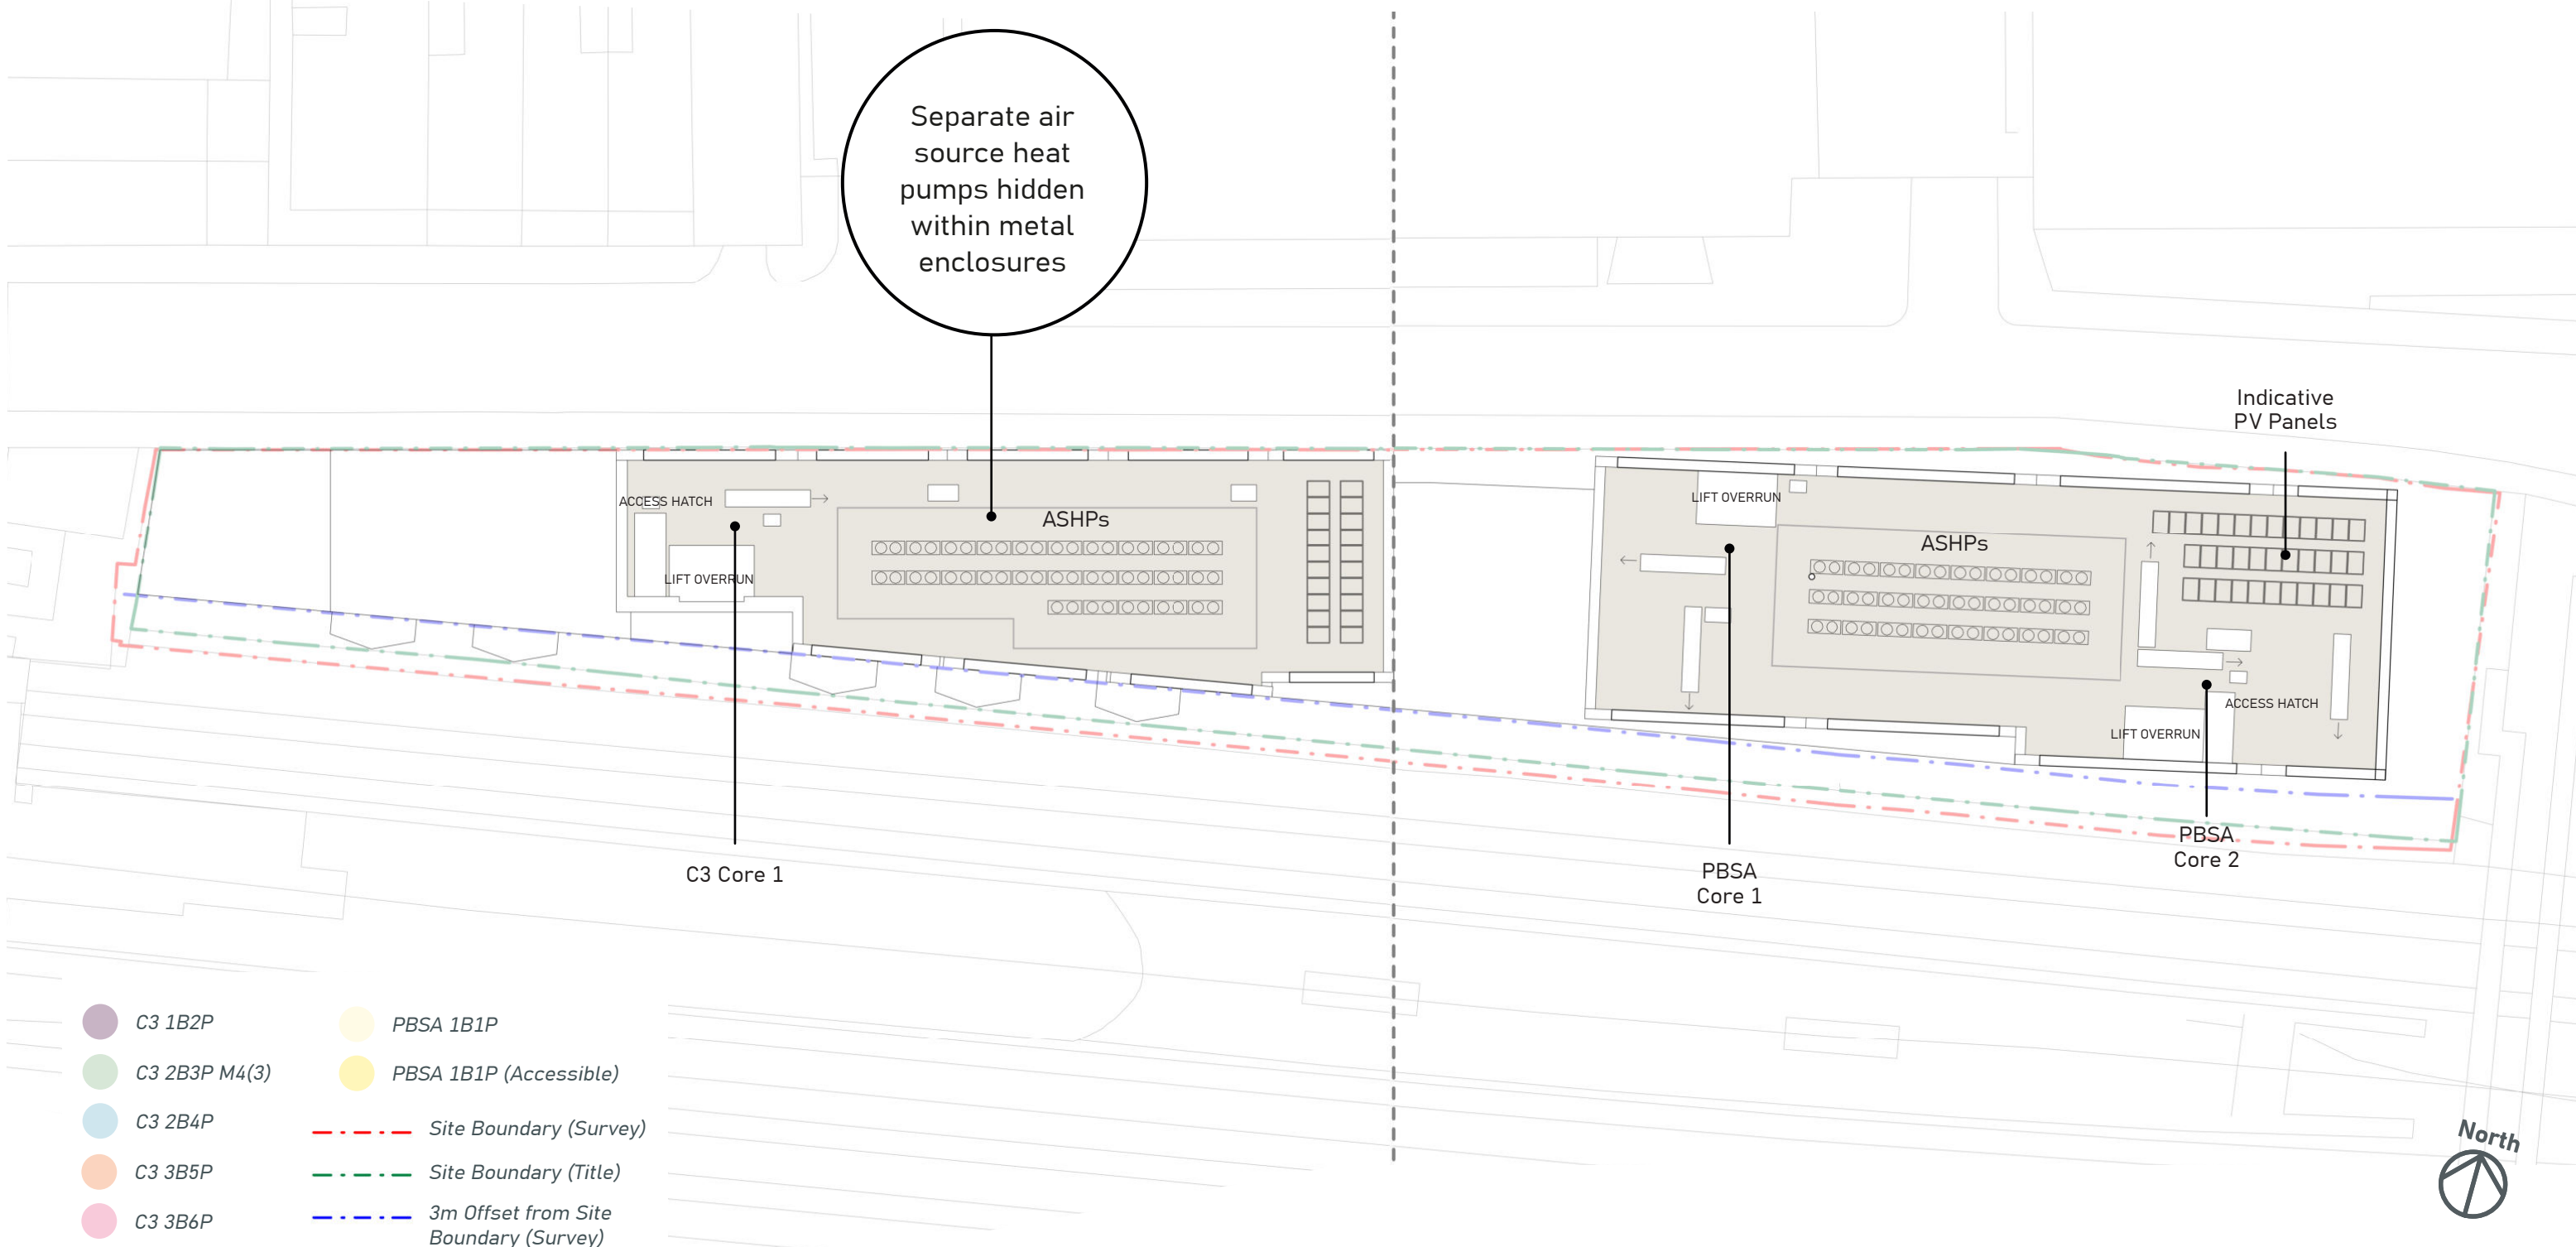 Separate air
source heat
pumps hidden
within metal
enclosures
Indicative
PV Panels
ACCESS HATCH
ASHPs
LIFT OVERRUN
LIFT OVERRUN
ASHPs
ACCESS HATCH
LIFT OVERRUN
C3 Core 1
PBSA
Core 1
PBSA
Core 2
C3 1B2P
C3 2B3P M4(3)
C3 2B4P
C3 3B5P
C3 3B6P
PBSA 1B1P
PBSA 1B1P (Accessible)
Site Boundary (Survey)
Site Boundary (Title)
3m Offset from Site
Boundary (Survey)
North